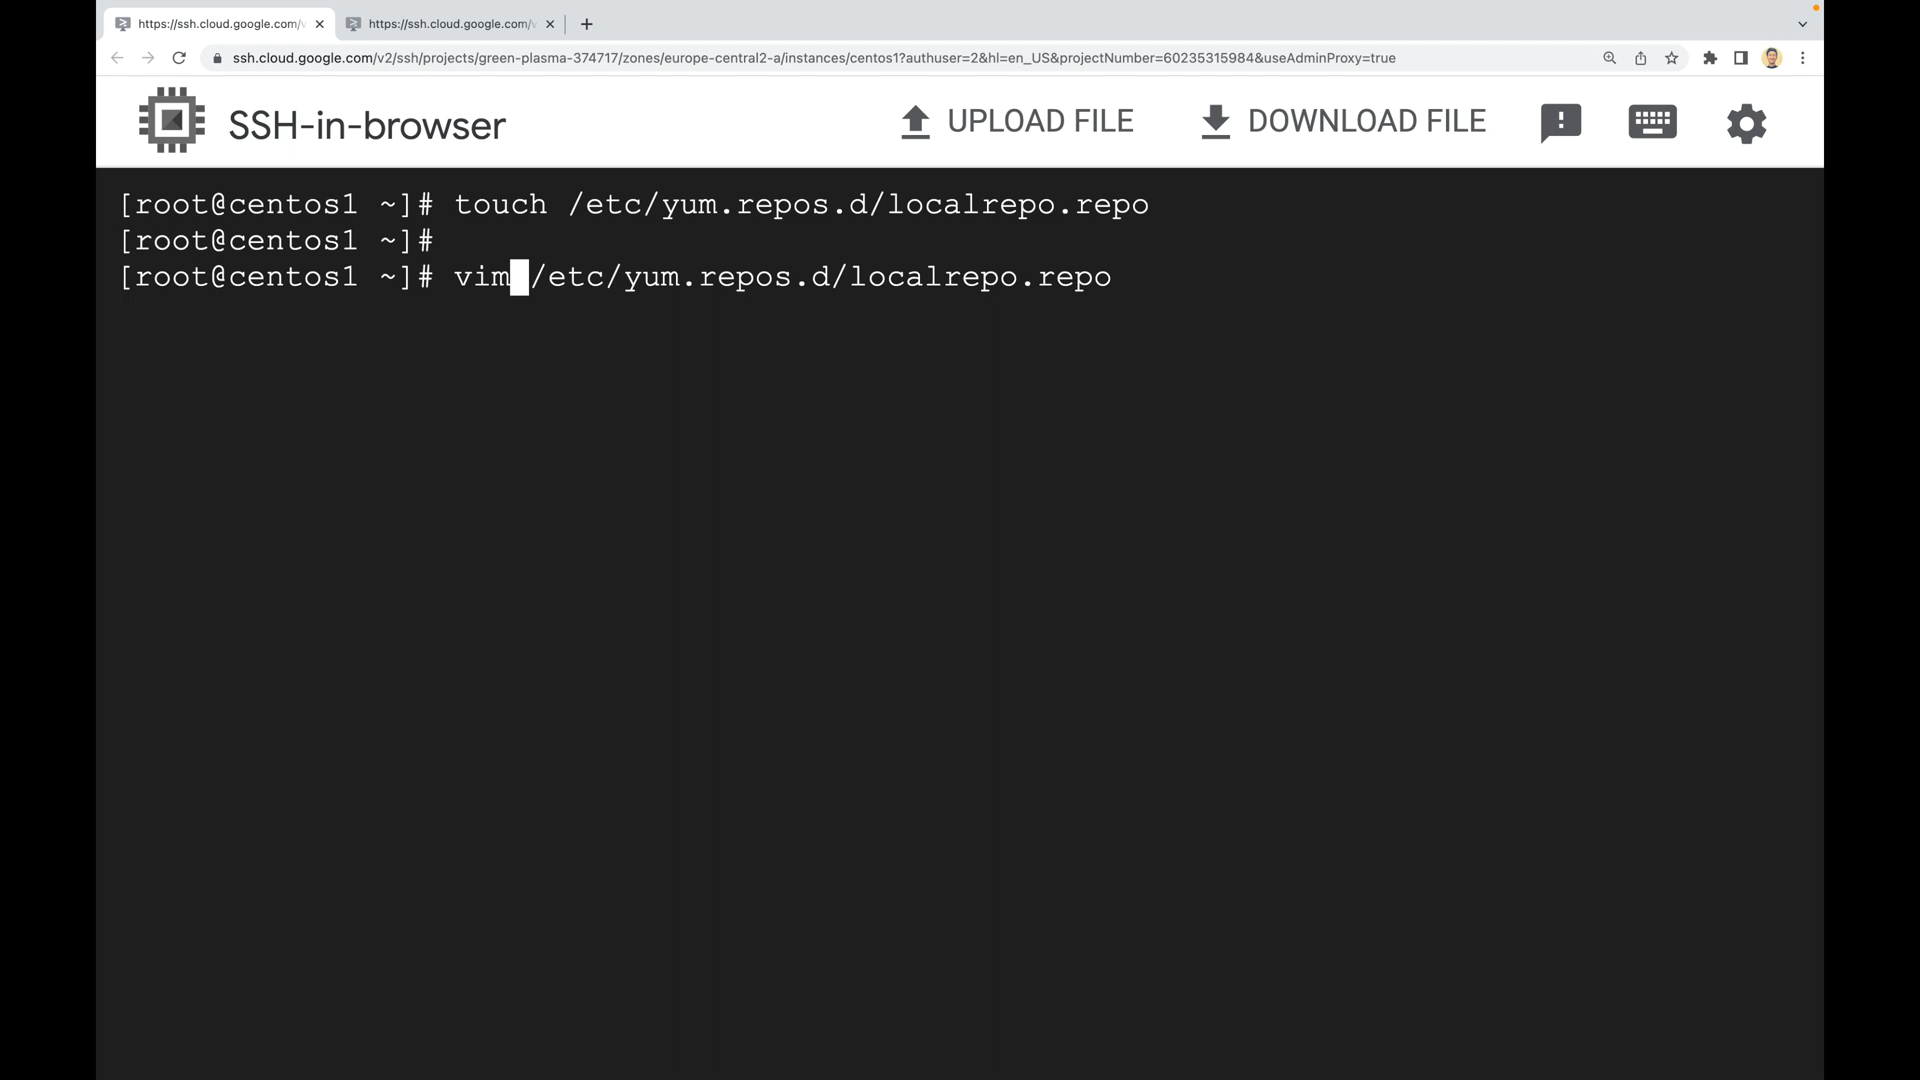 https://ssh.cloud.google.com/v
https://ssh.cloud.google.com/v
ssh.cloud.google.com/v2/ssh/projects/green-plasma-374717/zones/europe-central2-a/instances/centos1?authuser=2&hl=en_US&projectNumber=60235315984&useAdminProxy=true
SSH-in-browser
UPLOAD FILE
DOWNLOAD FILE
[root@centos1 ~]# touch /etc/yum.repos.d/localrepo.repo
[root@centos1 ~]#
[root@centos1 ~]# vim /etc/yum.repos.d/localrepo.repo